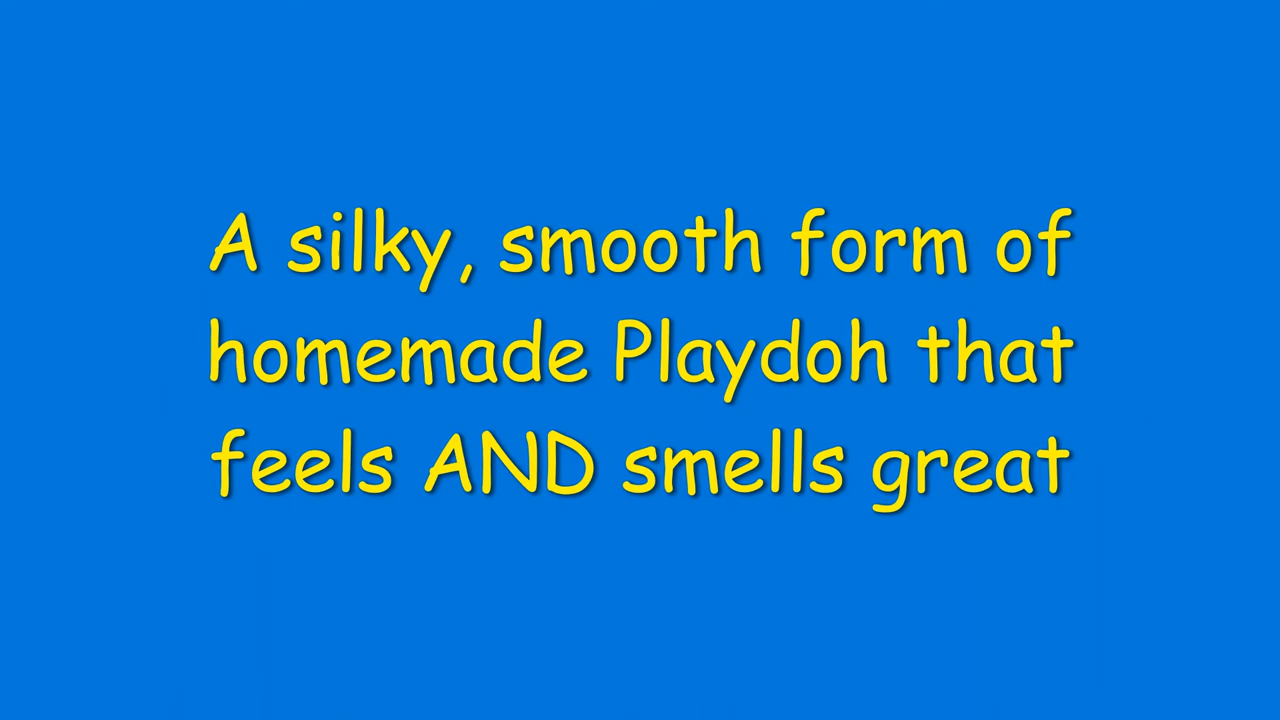 A silky, smooth form of
homemade Playdoh that
feels AND smells great